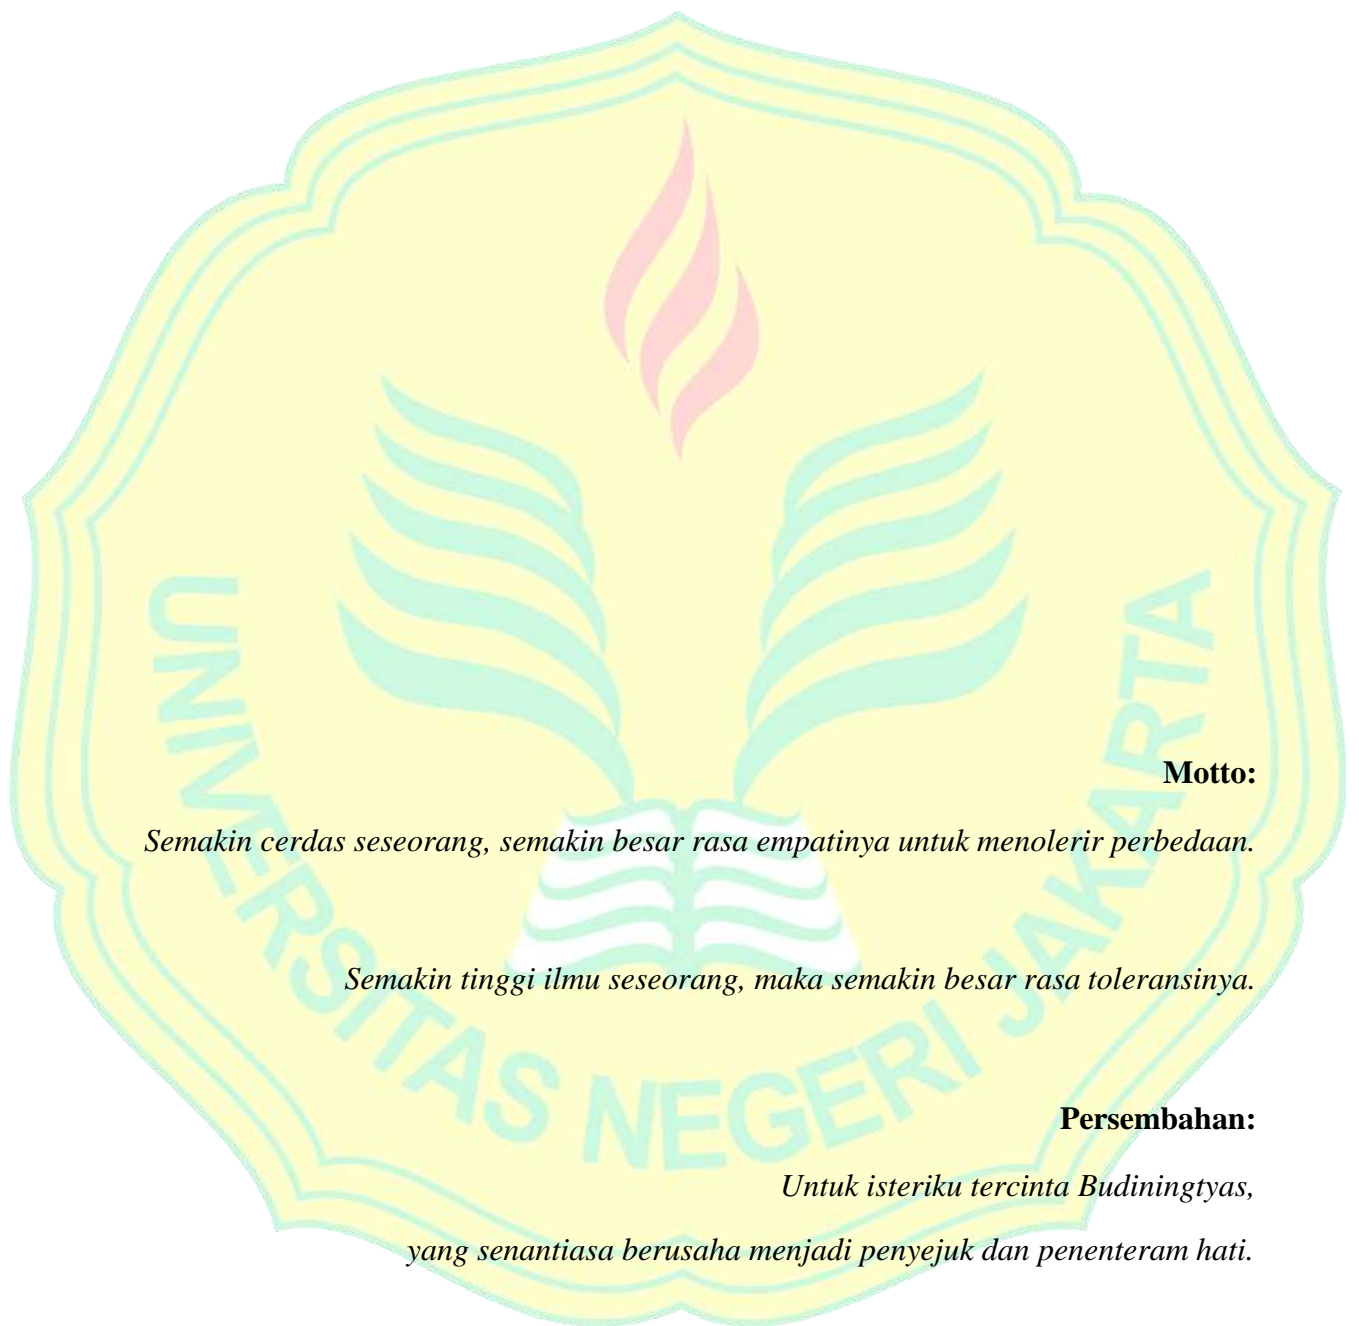 Motto:
Semakin cerdas seseorang, semakin besar rasa empatinya untuk menolerir perbedaan.
Semakin tinggi ilmu seseorang, maka semakin besar rasa toleransinya.
Persembahan:
Untuk isteriku tercinta Budiningtyas,
yang senantiasa berusaha menjadi penyejuk dan penenteram hati.
UNIVERSITAS NEGERI JAKARTA